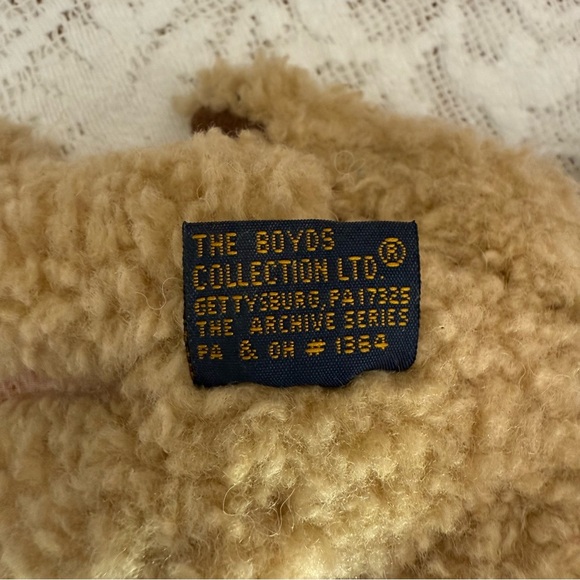 THE BOYDS
COLLECTION LTD.®
GETTYSBURG, PA 17325
THE ARCHIVE SERIES
PA & OH # 1364